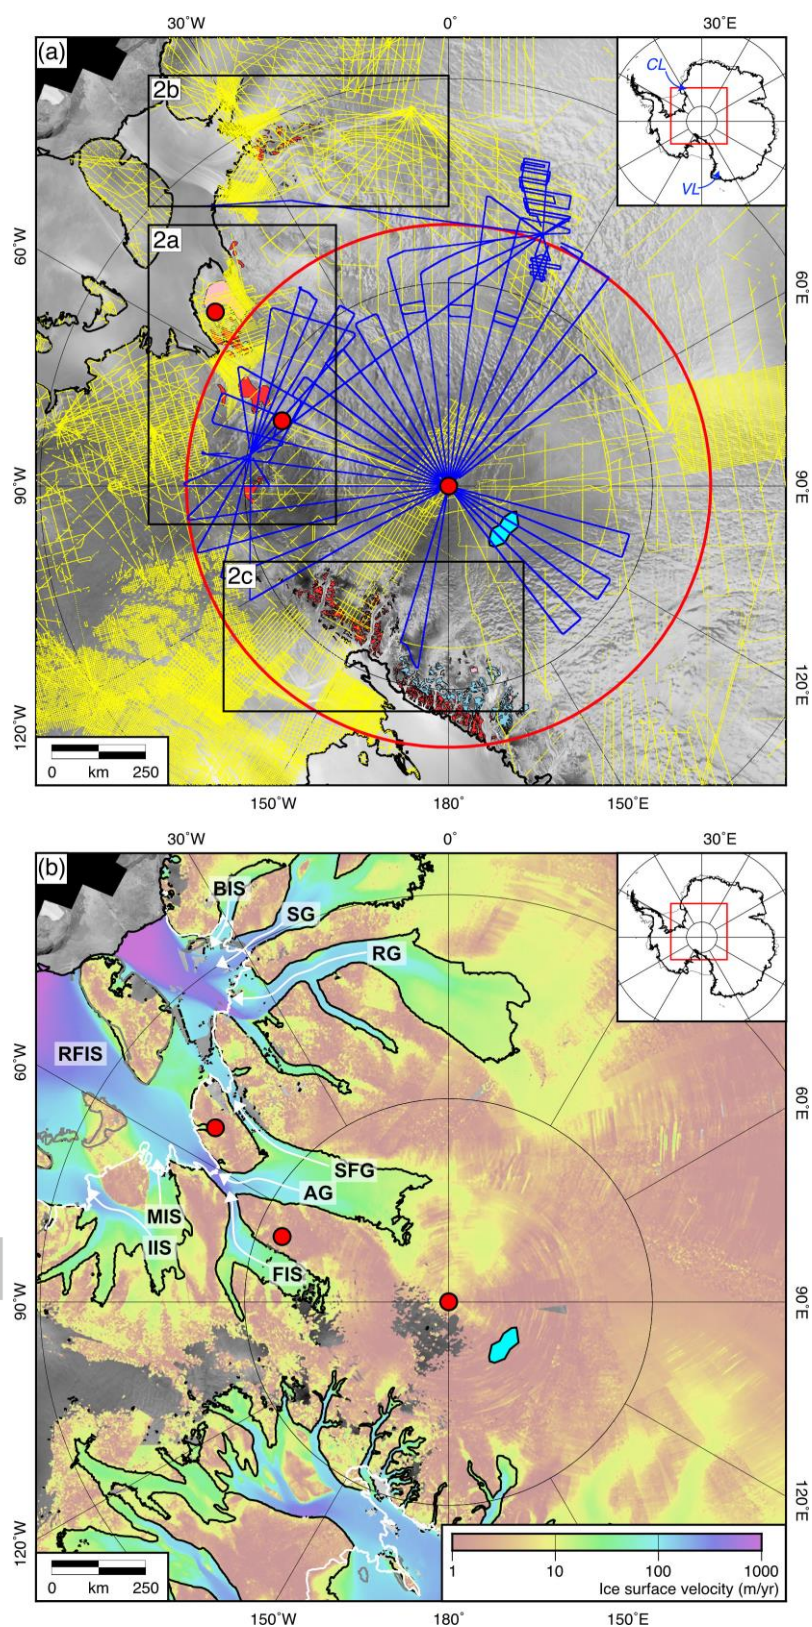 30˚W 0˚ 30˚E
(a)
2b
CL
VL
60˚W
2a
60˚E
90˚W
90˚E
2c
120˚W
120˚E
0 km 250
150˚W 180˚ 150˚E
30˚W 0˚ 30˚E
(b)
BIS
SG
RG
RFIS
60˚W
60˚E
SFG
AG
MIS
IIS
FIS
90˚W
90˚E
120˚W
120˚E
0 km 250
1 10 100 1000
Ice surface velocity (m/yr)
150˚W 180˚ 150˚E